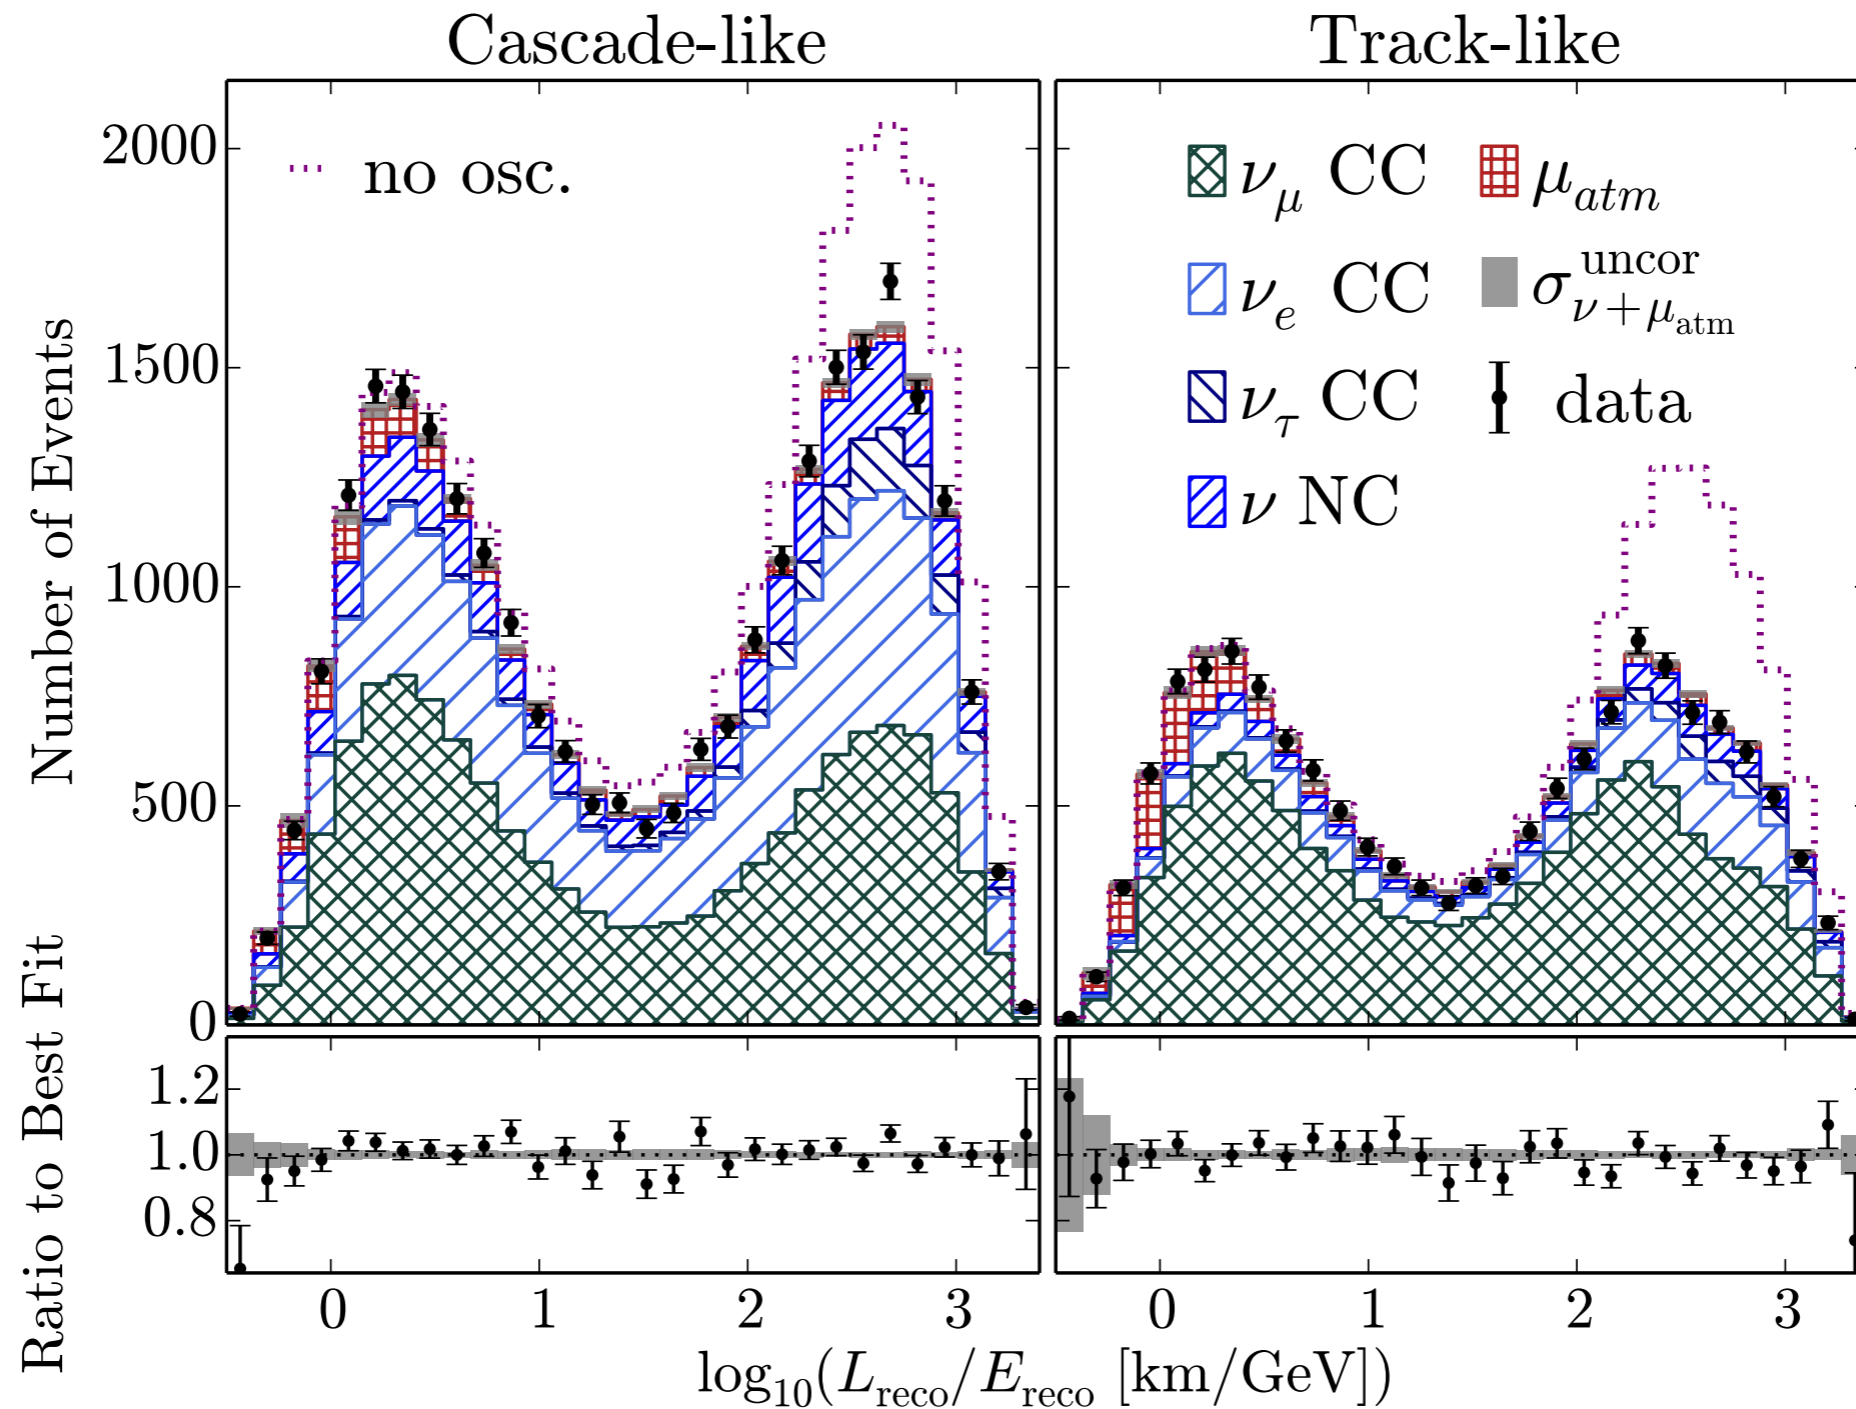 Cascade-like
Track-like
Number of Events
2000
1500
1000
500
0
no osc.
ν_μ CC
ν_e CC
ν_τ CC
ν NC
μ_atm
σ^uncor_ν+μ_atm
data
Ratio to Best Fit
1.2
1.0
0.8
0 1 2 3
0 1 2 3
log₁₀(L_reco/E_reco [km/GeV])